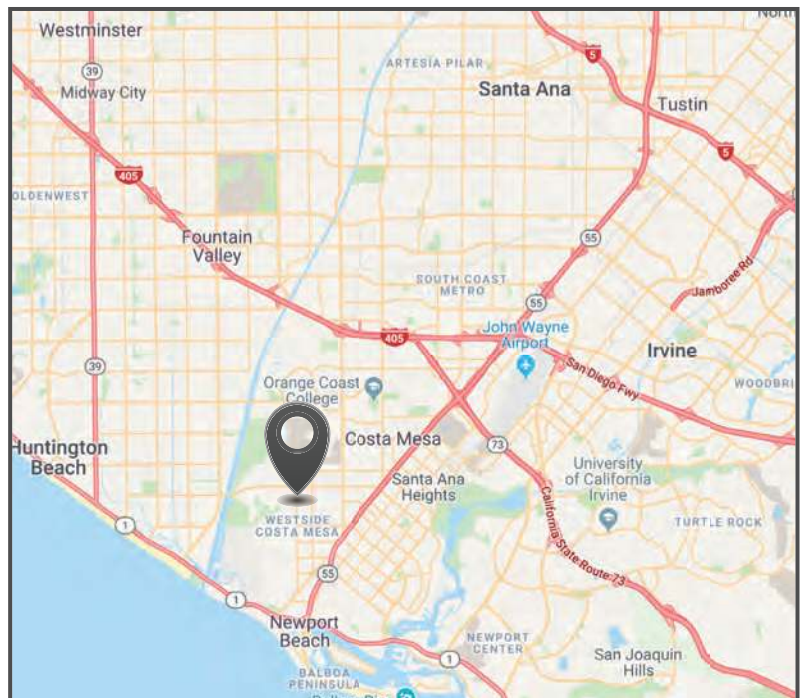 North
Westminster
5
39
ARTESIA PILAR
Midway City
Santa Ana
Tustin
5
405
OLDENWEST
Fountain
Valley
55
SOUTH COAST
METRO
Jamboree Rd
55
John Wayne
Airport
405
Irvine
39
San Diego Fwy
Orange Coast
College
WOODBRI
Costa Mesa
Huntington
Beach
73
Santa Ana
Heights
University
of California
Irvine
WESTSIDE
COSTA MESA
TURTLE ROCK
1
California State Route 73
55
1
Newport
Beach
NEWPORT
CENTER
1
San Joaquin
Hills
BALBOA
PENINSULA